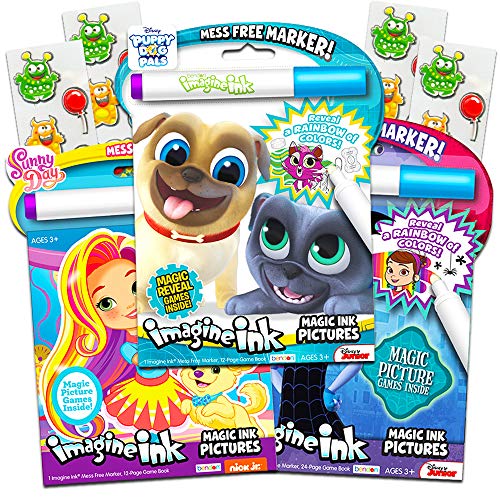 MESS FREE MARKER!
Disney
PUPPY DOG
PALS
imagine ink
Reveal
a RAINBOW of
COLORS!
MAGIC
REVEAL
GAMES
INSIDE!
imagine ink
MAGIC INK
PICTURES
1 Imagine Ink® Mess Free Marker, 12-Page Game Book
bendon
AGES 3+
Disney
Junior
Sunny
Day
MESS
AGES 3+
Magic
Picture
Games
Inside!
imagine ink
MAGIC INK
PICTURES
1 Imagine Ink® Mess Free Marker, 12-Page Game Book
bendon
nick jr.
MARKER!
Reveal
a RAINBOW of
COLORS!
MAGIC
PICTURE
GAMES INSIDE
imagine ink
MAGIC INK
PICTURES
Mess Free Marker, 24-Page Game Book
bendon
AGES 3+
Disney
Junior